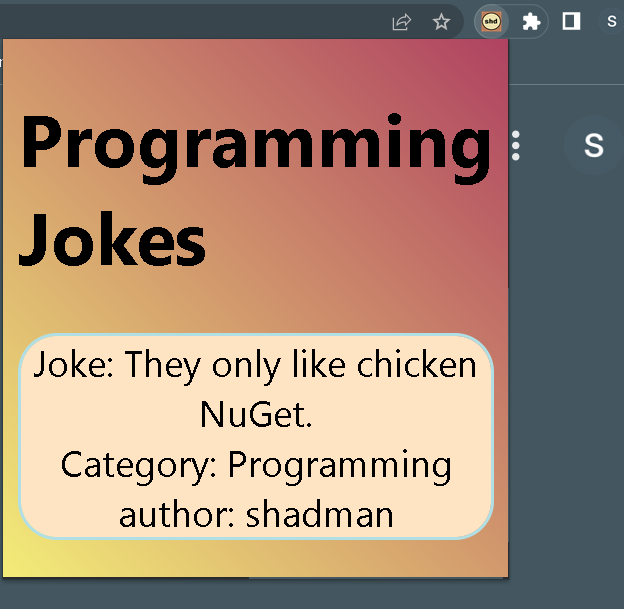 shd
S
S
Programming
Jokes
Joke: They only like chicken
NuGet.
Category: Programming
author: shadman